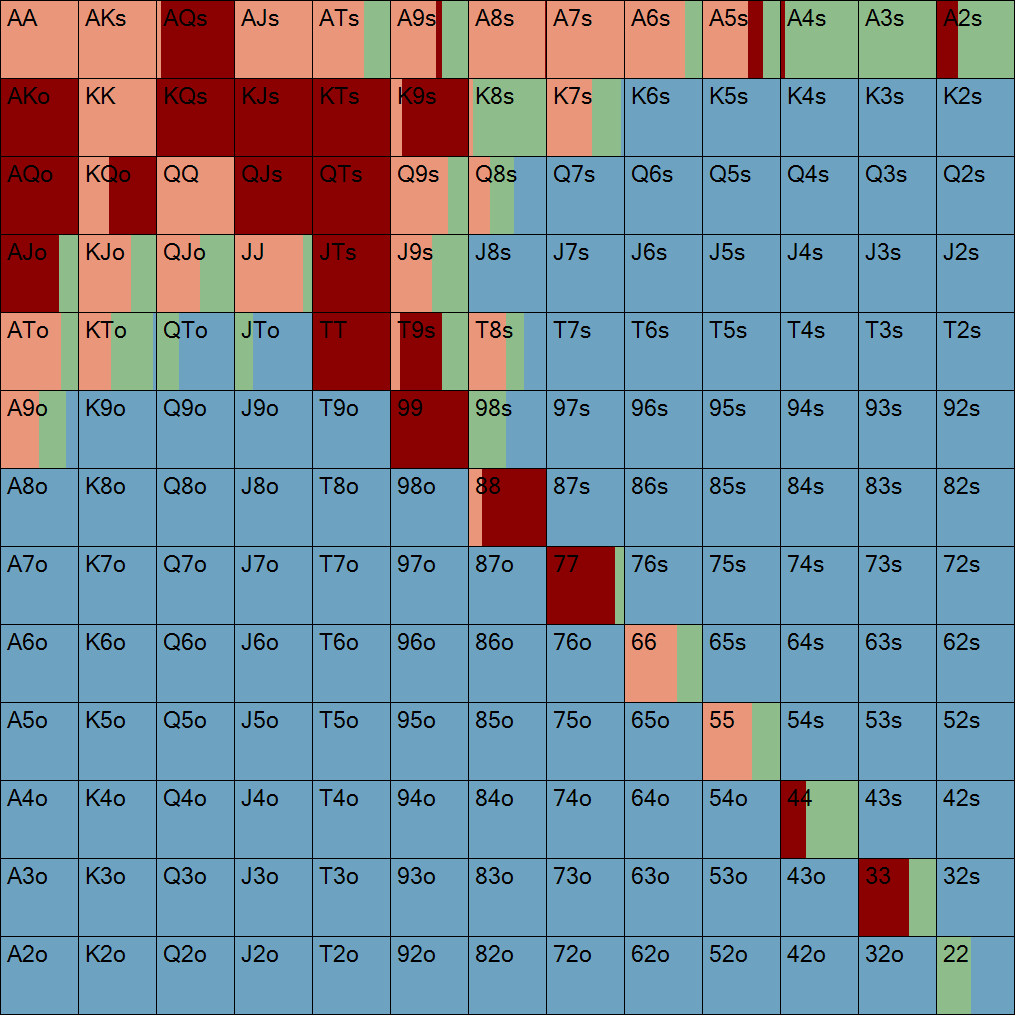 AA AKs AQs AJs ATs A9s A8s A7s A6s A5s A4s A3s A2s
AKo KK KQs KJs KTs K9s K8s K7s K6s K5s K4s K3s K2s
AQo KQo QQ QJs QTs Q9s Q8s Q7s Q6s Q5s Q4s Q3s Q2s
AJo KJo QJo JJ JTs J9s J8s J7s J6s J5s J4s J3s J2s
ATo KTo QTo JTo TT T9s T8s T7s T6s T5s T4s T3s T2s
A9o K9o Q9o J9o T9o 99 98s 97s 96s 95s 94s 93s 92s
A8o K8o Q8o J8o T8o 98o 88 87s 86s 85s 84s 83s 82s
A7o K7o Q7o J7o T7o 97o 87o 77 76s 75s 74s 73s 72s
A6o K6o Q6o J6o T6o 96o 86o 76o 66 65s 64s 63s 62s
A5o K5o Q5o J5o T5o 95o 85o 75o 65o 55 54s 53s 52s
A4o K4o Q4o J4o T4o 94o 84o 74o 64o 54o 44 43s 42s
A3o K3o Q3o J3o T3o 93o 83o 73o 63o 53o 43o 33 32s
A2o K2o Q2o J2o T2o 92o 82o 72o 62o 52o 42o 32o 22